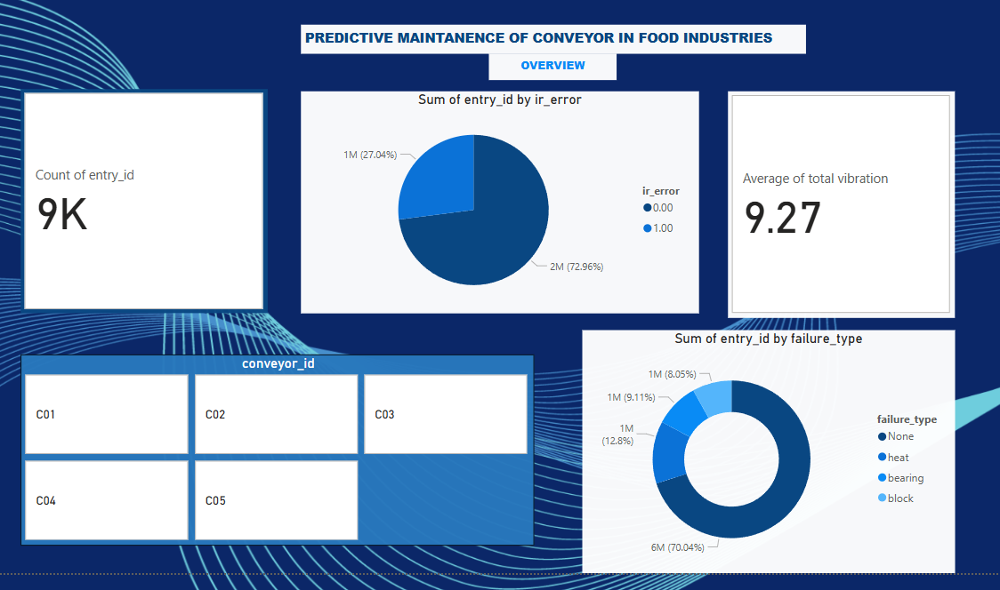 PREDICTIVE MAINTANENCE OF CONVEYOR IN FOOD INDUSTRIES
OVERVIEW
Count of entry_id
9K
Sum of entry_id by ir_error
1M (27.04%)
2M (72.96%)
ir_error
0.00
1.00
Average of total vibration
9.27
conveyor_id
C01
C02
C03
C04
C05
Sum of entry_id by failure_type
1M (8.05%)
1M (9.11%)
1M
(12.8%)
6M (70.04%)
failure_type
None
heat
bearing
block